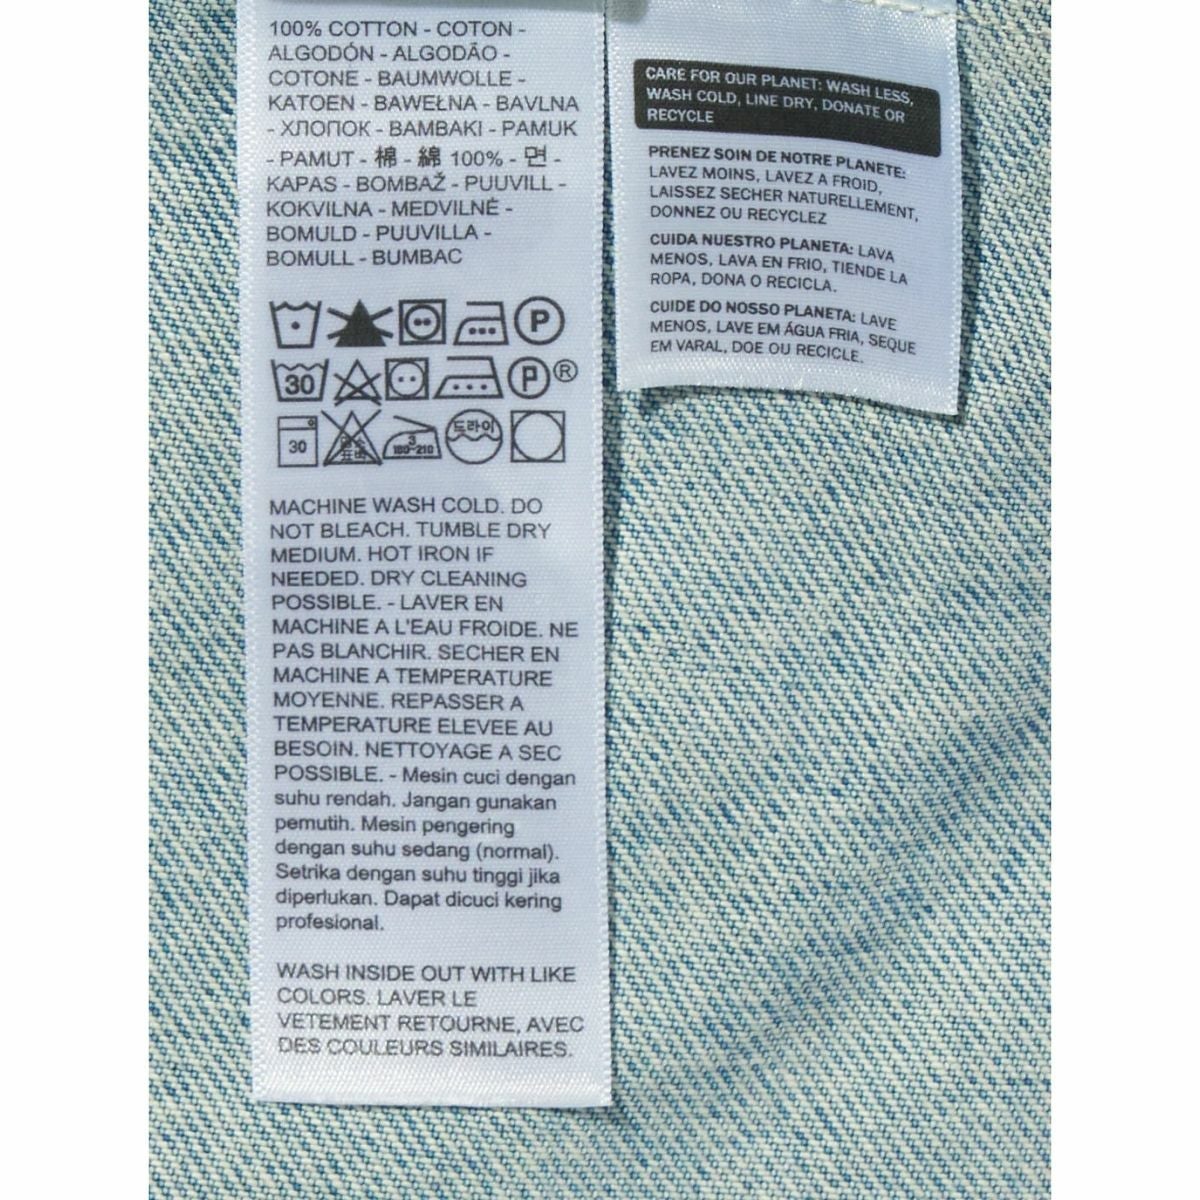 100% COTTON - COTON -
ALGODÓN - ALGODÃO -
COTONE - BAUMWOLLE -
KATOEN - BAWEŁNA - BAVLNA
- ХЛОПОК - BAMBAKI - PAMUK
- PAMUT - 棉 - 綿 100% - 면 -
KAPAS - BOMBAŽ - PUUVILL -
KOKVILNA - MEDVILNĖ -
BOMULD - PUUVILLA -
BOMULL - BUMBAC
P
30 P ®
30 3 180~210 드라이
MACHINE WASH COLD. DO
NOT BLEACH. TUMBLE DRY
MEDIUM. HOT IRON IF
NEEDED. DRY CLEANING
POSSIBLE. - LAVER EN
MACHINE A L'EAU FROIDE. NE
PAS BLANCHIR. SECHER EN
MACHINE A TEMPERATURE
MOYENNE. REPASSER A
TEMPERATURE ELEVEE AU
BESOIN. NETTOYAGE A SEC
POSSIBLE. - Mesin cuci dengan
suhu rendah. Jangan gunakan
pemutih. Mesin pengering
dengan suhu sedang (normal).
Setrika dengan suhu tinggi jika
diperlukan. Dapat dicuci kering
profesional.
WASH INSIDE OUT WITH LIKE
COLORS. LAVER LE
VETEMENT RETOURNE, AVEC
DES COULEURS SIMILAIRES.
CARE FOR OUR PLANET: WASH LESS,
WASH COLD, LINE DRY, DONATE OR
RECYCLE
PRENEZ SOIN DE NOTRE PLANETE:
LAVEZ MOINS, LAVEZ A FROID,
LAISSEZ SECHER NATURELLEMENT,
DONNEZ OU RECYCLEZ
CUIDA NUESTRO PLANETA: LAVA
MENOS, LAVA EN FRIO, TIENDE LA
ROPA, DONA O RECICLA.
CUIDE DO NOSSO PLANETA: LAVE
MENOS, LAVE EM ÁGUA FRIA, SEQUE
EM VARAL, DOE OU RECICLE.